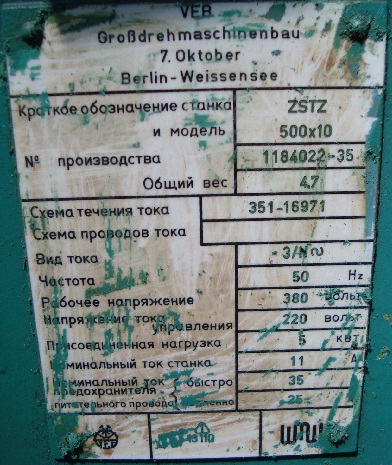 VEB
Großdrehmaschinenbau
7. Oktober
Berlin-Weissensee
Краткое обозначение станка ZSTZ
и модель 500x10
№ производства 1184022-35
Общий вес 4,7
Схема течения тока 351-16971
Схема проводов тока
Вид тока 3/N~
Частота 50 Hz
Рабочее напряжение 380 вольт
Напряжение тока управления 220 вольт
Присоединенная нагрузка 5 квт
Номинальный ток станка 11 A
Номинальный ток предохранителя быстро 35
питательного провода 25